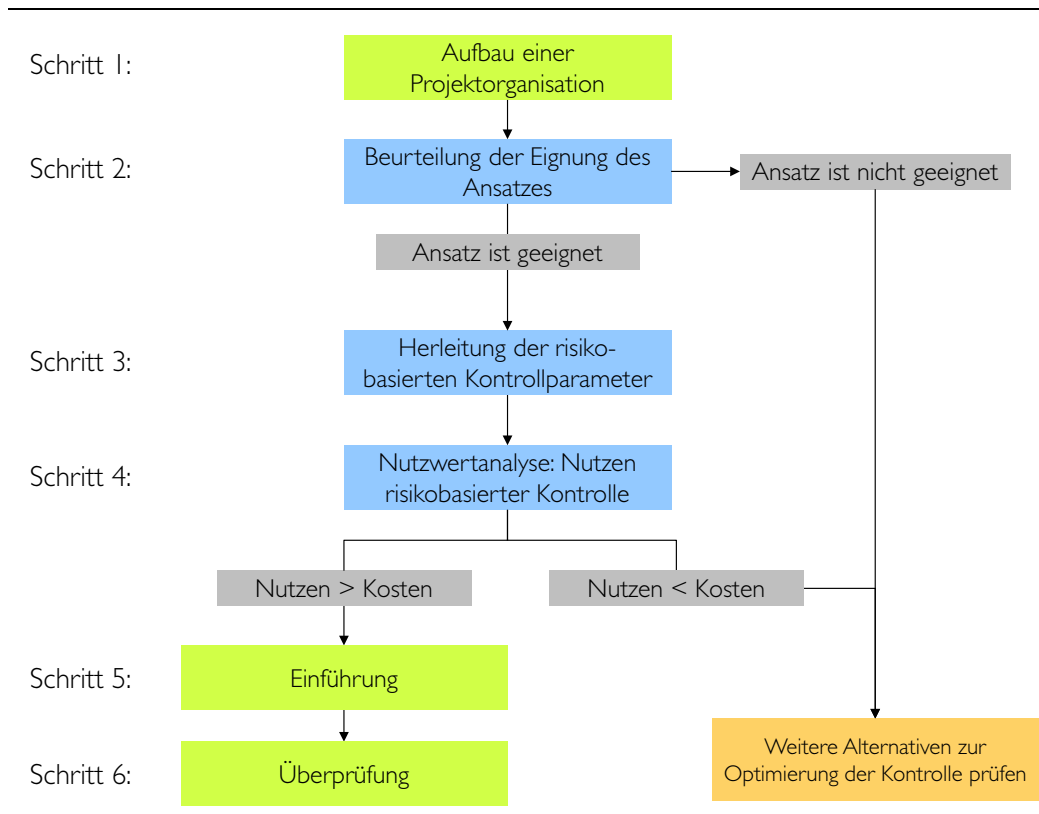 Schritt 1:
Aufbau einer
Projektorganisation
Schritt 2:
Beurteilung der Eignung des
Ansatzes
Ansatz ist nicht geeignet
Ansatz ist geeignet
Schritt 3:
Herleitung der risiko-
basierten Kontrollparameter
Schritt 4:
Nutzwertanalyse: Nutzen
risikobasierter Kontrolle
Nutzen > Kosten
Nutzen < Kosten
Schritt 5:
Einführung
Schritt 6:
Überprüfung
Weitere Alternativen zur
Optimierung der Kontrolle prüfen